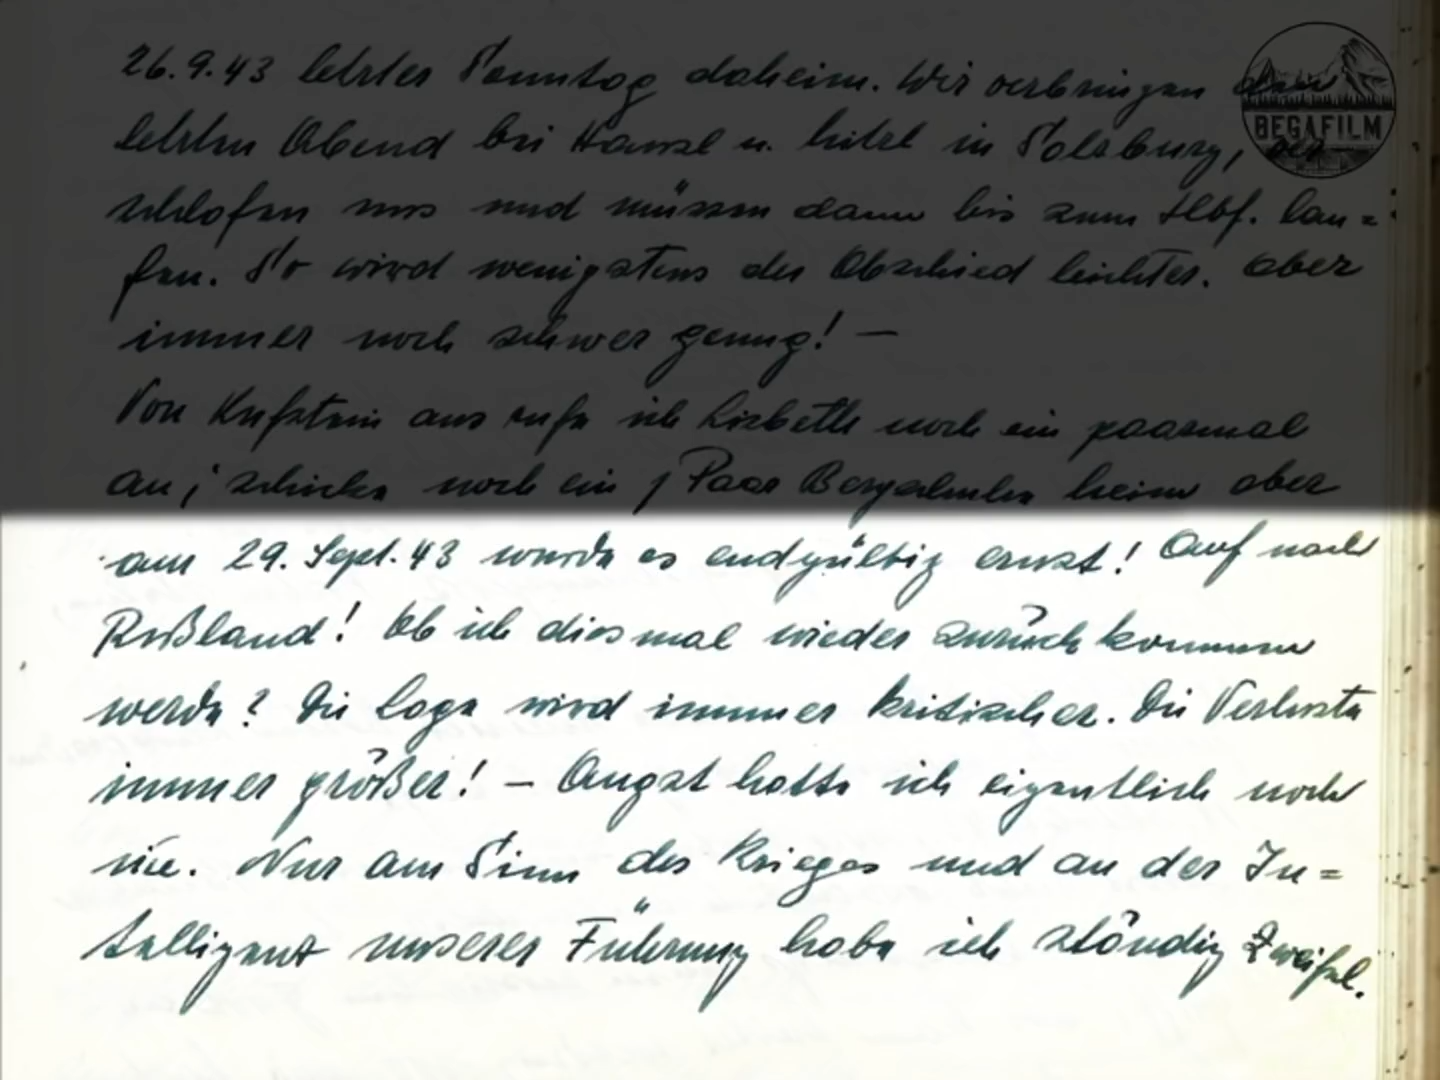 26.9.43 letzter Sonntag daheim. Wir verbringen den
BEGAFILM
letzten Abend bei Hansl u. Litzl in Salzburg, ver
schlafen uns und müssen dann bis zum Hbf. lau=
fen. So wird wenigstens der Abschied leichter. Aber
immer noch schwer genug! —
Von Kufstein aus rufe ich Lisbeth noch ein paarmal
an; schicke noch ein Paar Bergschuhe heim aber
am 29. Sept. 43 wurde es endgültig ernst! Auf nach
Rußland! Ob ich diesmal wieder zurück kommen
werde? Die Lage wird immer kritischer. Die Verluste
immer größer! — Angst hatte ich eigentlich noch
nie. Nur am Sinn des Krieges und an der In=
telligenz unserer Führung habe ich ständig Zweifel.